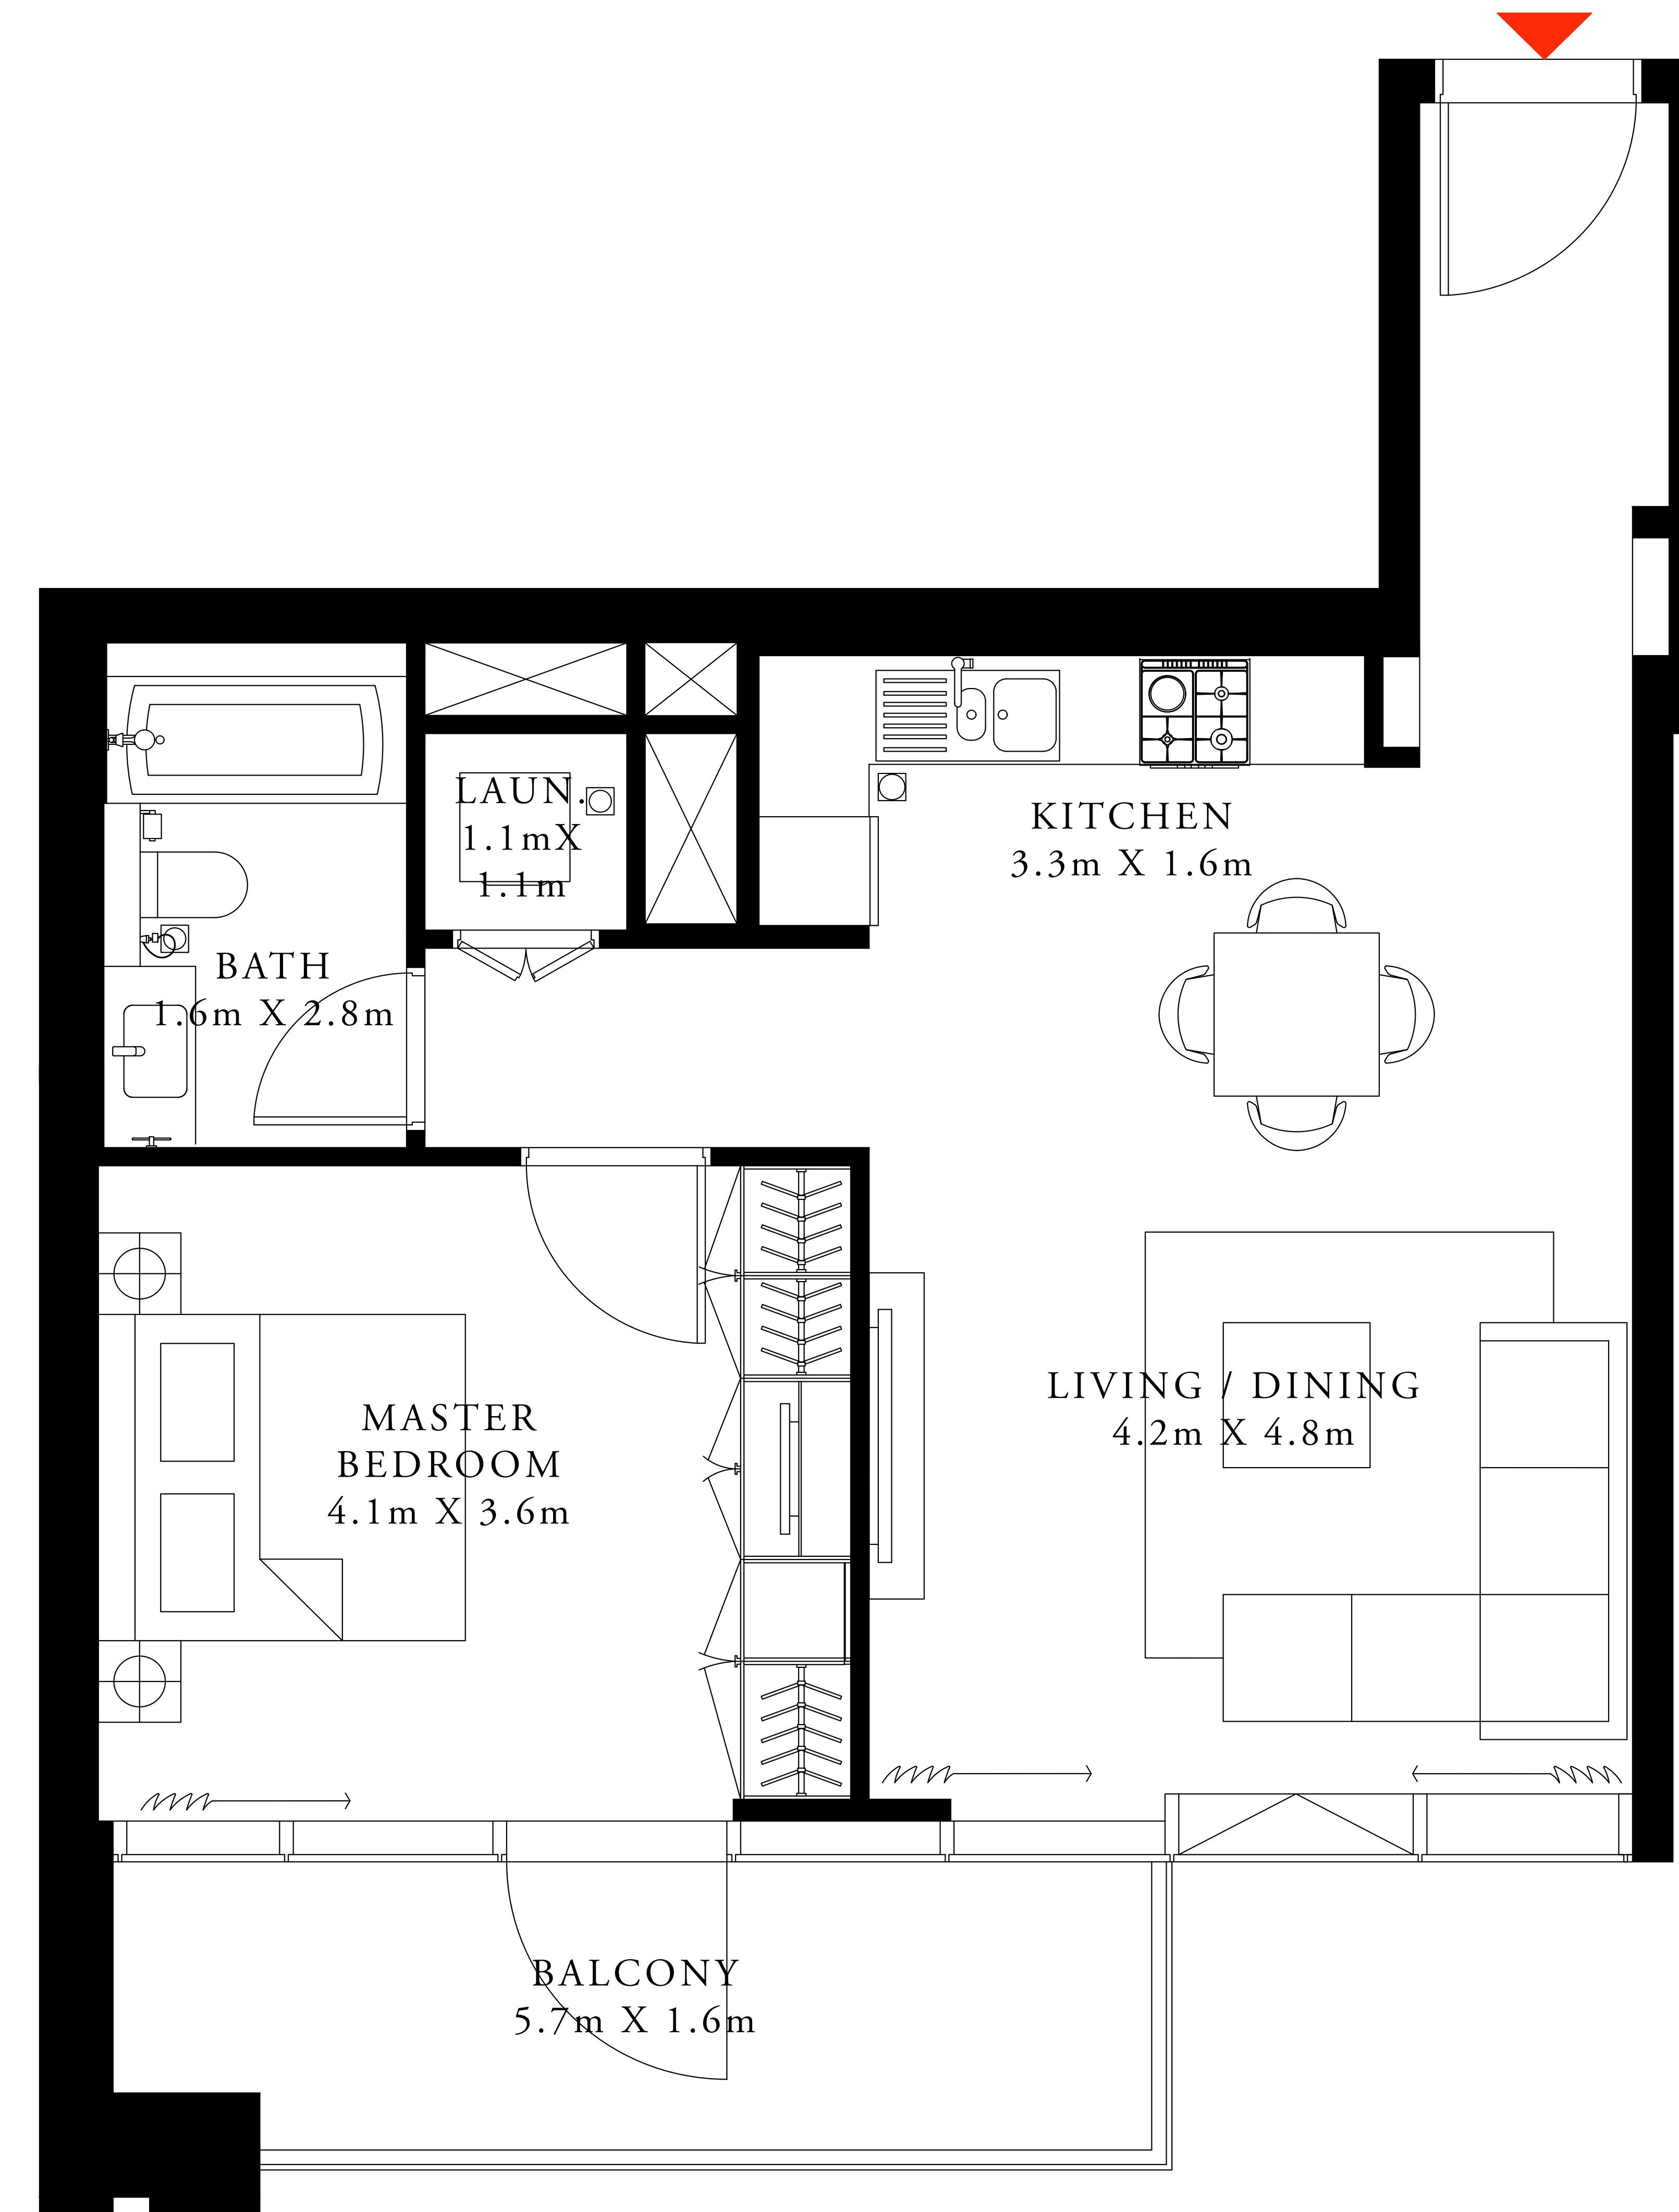 LAUN.
1.1mX
1.1m
KITCHEN
3.3m X 1.6m
BATH
1.6m X 2.8m
LIVING / DINING
4.2m X 4.8m
MASTER
BEDROOM
4.1m X 3.6m
BALCONY
5.7m X 1.6m